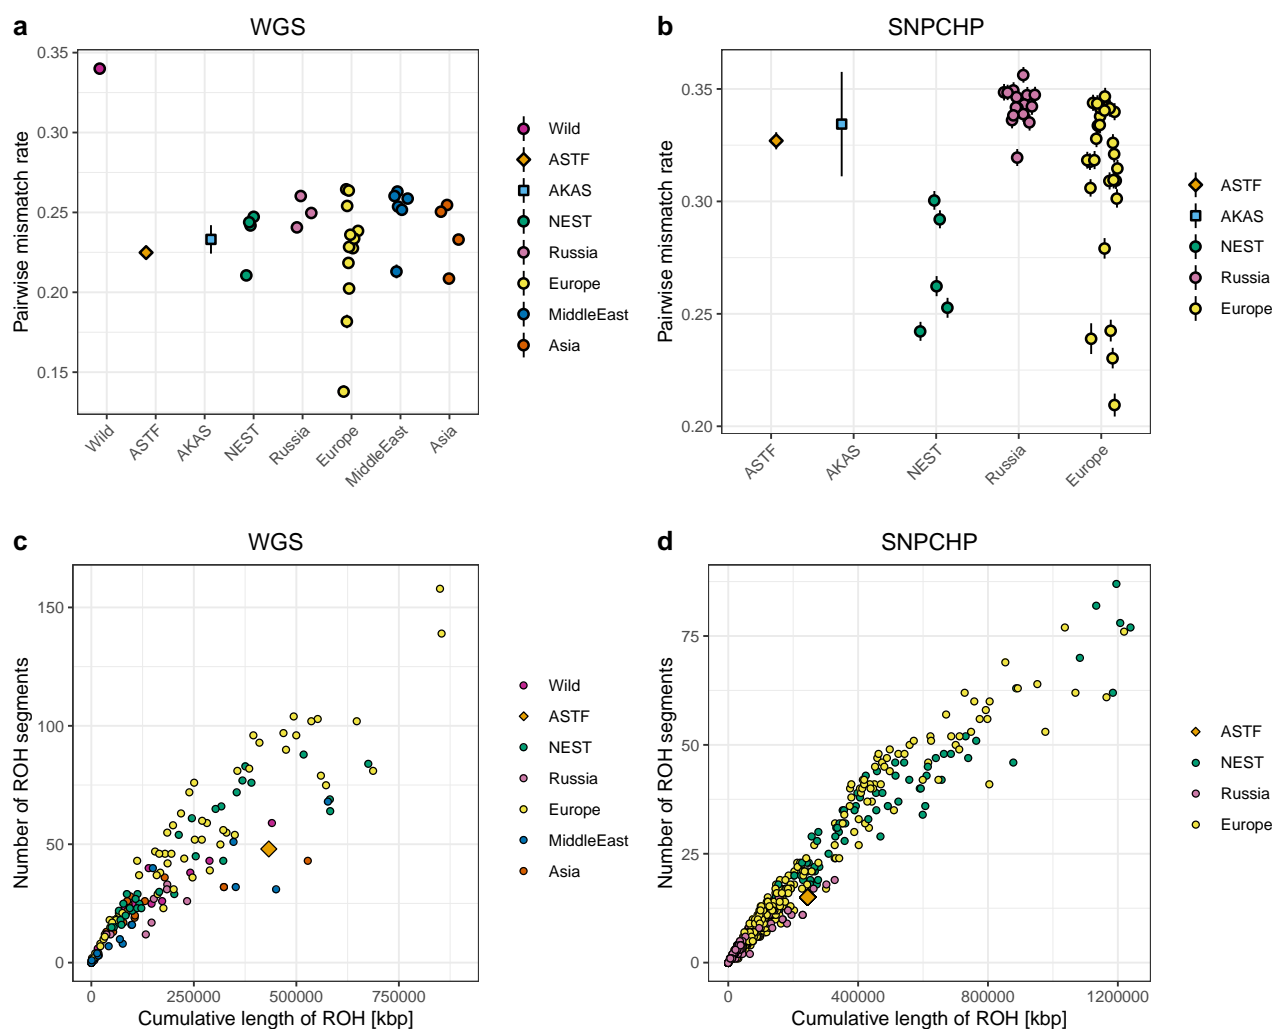 a
WGS
Pairwise mismatch rate
0.35
0.30
0.25
0.20
0.15
Wild
ASTF
AKAS
NEST
Russia
Europe
MiddleEast
Asia
Wild
ASTF
AKAS
NEST
Russia
Europe
MiddleEast
Asia
b
SNPCHP
Pairwise mismatch rate
0.35
0.30
0.25
0.20
ASTF
AKAS
NEST
Russia
Europe
ASTF
AKAS
NEST
Russia
Europe
c
WGS
Number of ROH segments
150
100
50
0
0
250000
500000
750000
Cumulative length of ROH [kbp]
Wild
ASTF
NEST
Russia
Europe
MiddleEast
Asia
d
SNPCHP
Number of ROH segments
75
50
25
0
0
400000
800000
1200000
Cumulative length of ROH [kbp]
ASTF
NEST
Russia
Europe